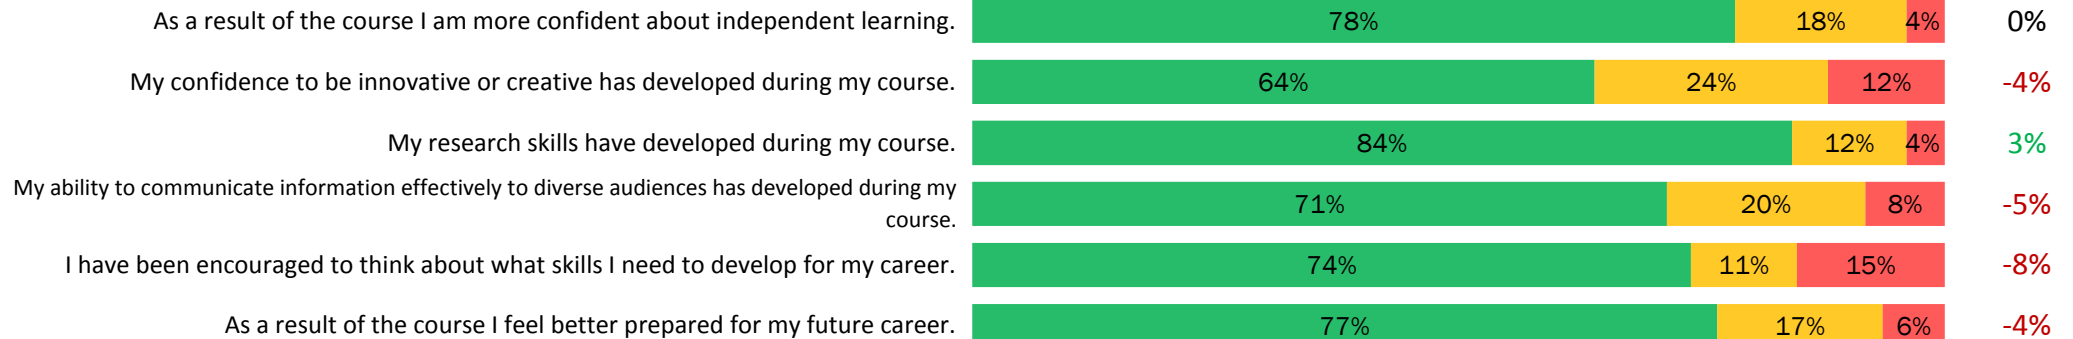 As a result of the course I am more confident about independent learning. 78% 18% 4% 0%
My confidence to be innovative or creative has developed during my course. 64% 24% 12% -4%
My research skills have developed during my course. 84% 12% 4% 3%
My ability to communicate information effectively to diverse audiences has developed during my
course. 71% 20% 8% -5%
I have been encouraged to think about what skills I need to develop for my career. 74% 11% 15% -8%
As a result of the course I feel better prepared for my future career. 77% 17% 6% -4%